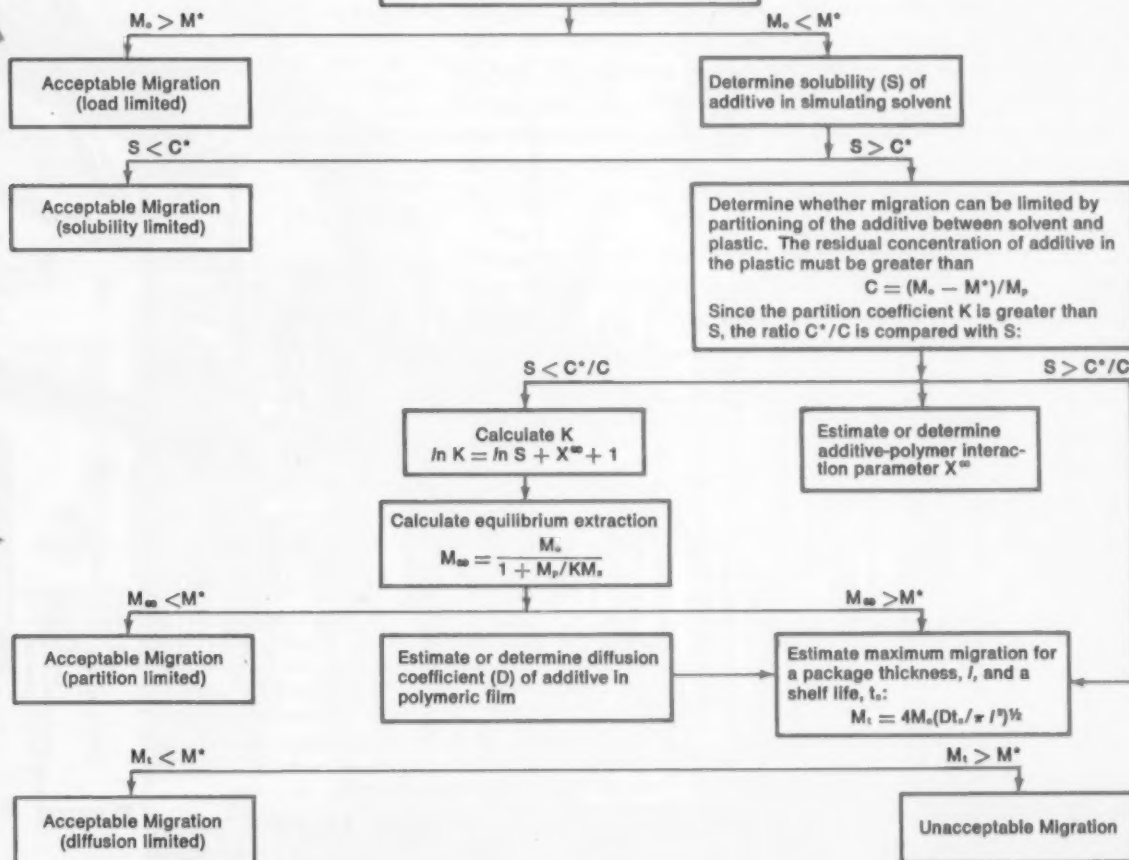 M₀ > M*
M₀ < M*
Acceptable Migration
(load limited)
Determine solubility (S) of
additive in simulating solvent
S < C*
S > C*
Acceptable Migration
(solubility limited)
Determine whether migration can be limited by
partitioning of the additive between solvent and
plastic. The residual concentration of additive in
the plastic must be greater than
C = (M₀ − M*)/Mₚ
Since the partition coefficient K is greater than
S, the ratio C*/C is compared with S:
S < C*/C
S > C*/C
Calculate K
ln K = ln S + X^∞ + 1
Estimate or determine
additive-polymer interac-
tion parameter X^∞
Calculate equilibrium extraction
M∞ = M₀ / 1 + Mₚ/KMₛ
M∞ < M*
M∞ > M*
Acceptable Migration
(partition limited)
Estimate or determine diffusion
coefficient (D) of additive in
polymeric film
Estimate maximum migration for
a package thickness, l, and a
shelf life, tₛ:
Mₜ = 4M₀(Dtₛ/π l²)^½
Mₜ < M*
Mₜ > M*
Acceptable Migration
(diffusion limited)
Unacceptable Migration